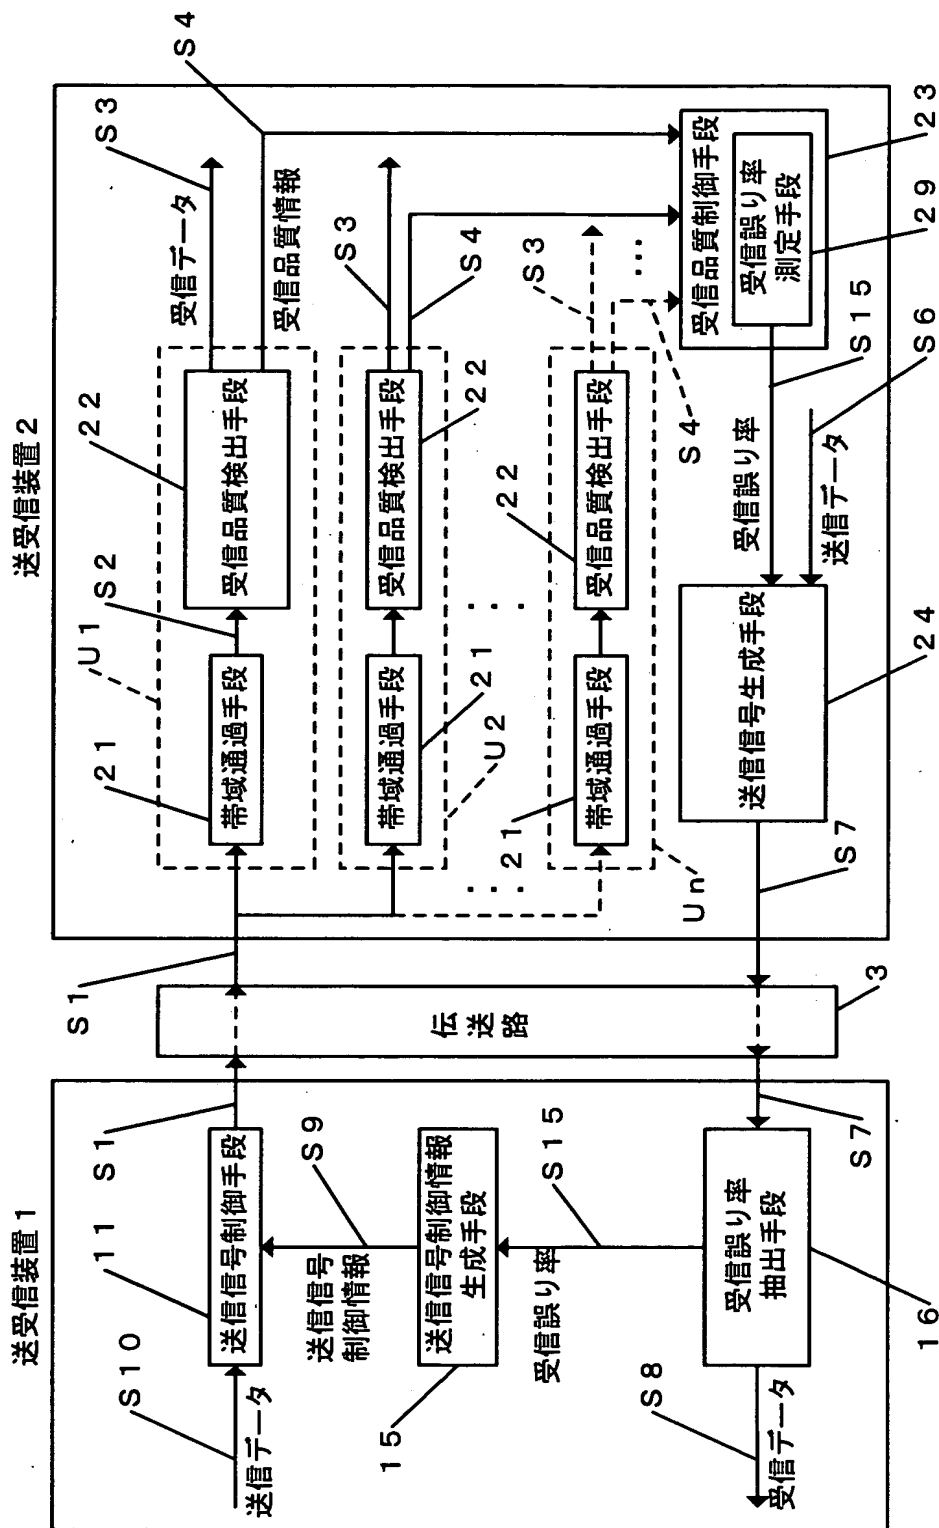 送受信装置1
S10
送信データ
11
送信信号制御手段
S1
S9
送信信号
制御情報
15
送信信号制御情報
生成手段
S15
受信誤り率
受信誤り率
抽出手段
16
S8
受信データ
S7
S1
伝送路
3
送受信装置2
U1
21
帯域通過手段
S2
22
受信品質検出手段
S3
受信データ
S4
受信品質情報
帯域通過手段
21
U2
受信品質検出手段
22
S3
S4
...
...
21
帯域通過手段
Un
22
受信品質検出手段
S3
S4
...
受信品質制御手段
受信誤り率
測定手段
23
29
S15
受信誤り率
S6
送信データ
送信信号生成手段
24
S7